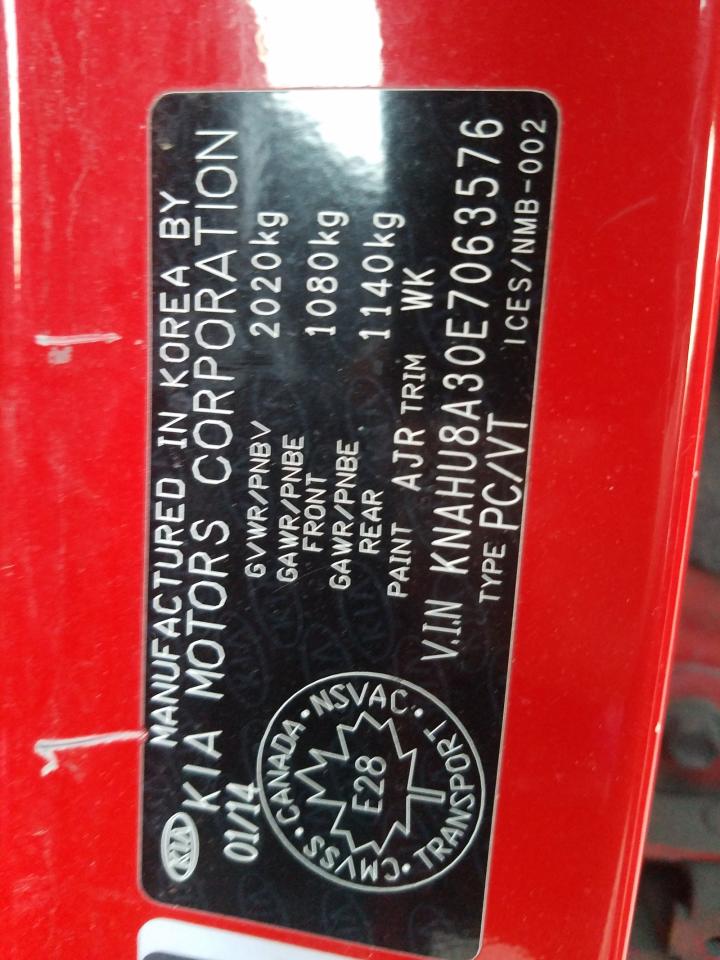 MANUFACTURED IN KOREA BY
KIA KIA MOTORS CORPORATION
01/14
GVWR/PNBV 2020kg
GAWR/PNBE FRONT 1080kg
GAWR/PNBE REAR 1140kg
PAINT AJR TRIM WK
V.I.N KNAHU8A30E7063576
TYPE PC/VT ICES/NMB-002
CMVSS · CANADA · NSVAC · TRANSPORT ·
E28